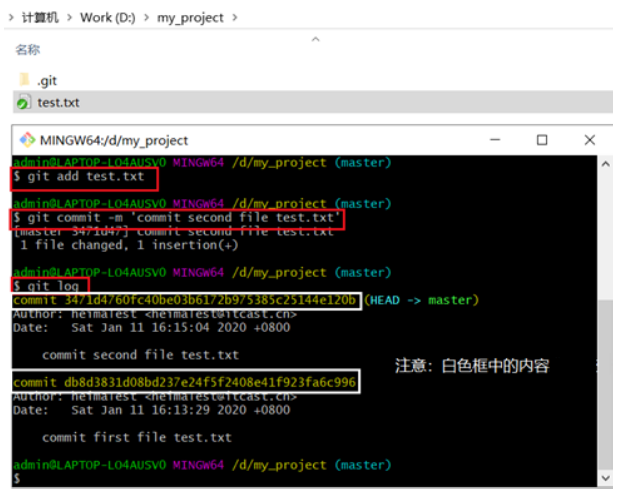 > 计算机 > Work (D:) > my_project >
名称
.git
test.txt
MINGW64:/d/my_project
admin@LAPTOP-LO4AUSV0 MINGW64 /d/my_project (master)
$ git add test.txt
admin@LAPTOP-LO4AUSV0 MINGW64 /d/my_project (master)
$ git commit -m 'commit second file test.txt'
[master 3471d47] commit second file test.txt
1 file changed, 1 insertion(+)
admin@LAPTOP-LO4AUSV0 MINGW64 /d/my_project (master)
$ git log
commit 3471d4760fc40be03b6172b975385c25144e120b (HEAD -> master)
Author: heimaTest <heimaTest@itcast.cn>
Date: Sat Jan 11 16:15:04 2020 +0800
commit second file test.txt
注意：白色框中的内容
commit db8d3831d08bd237e24f5f2408e41f923fa6c996
Author: heimaTest <heimaTest@itcast.cn>
Date: Sat Jan 11 16:13:29 2020 +0800
commit first file test.txt
admin@LAPTOP-LO4AUSV0 MINGW64 /d/my_project (master)
$